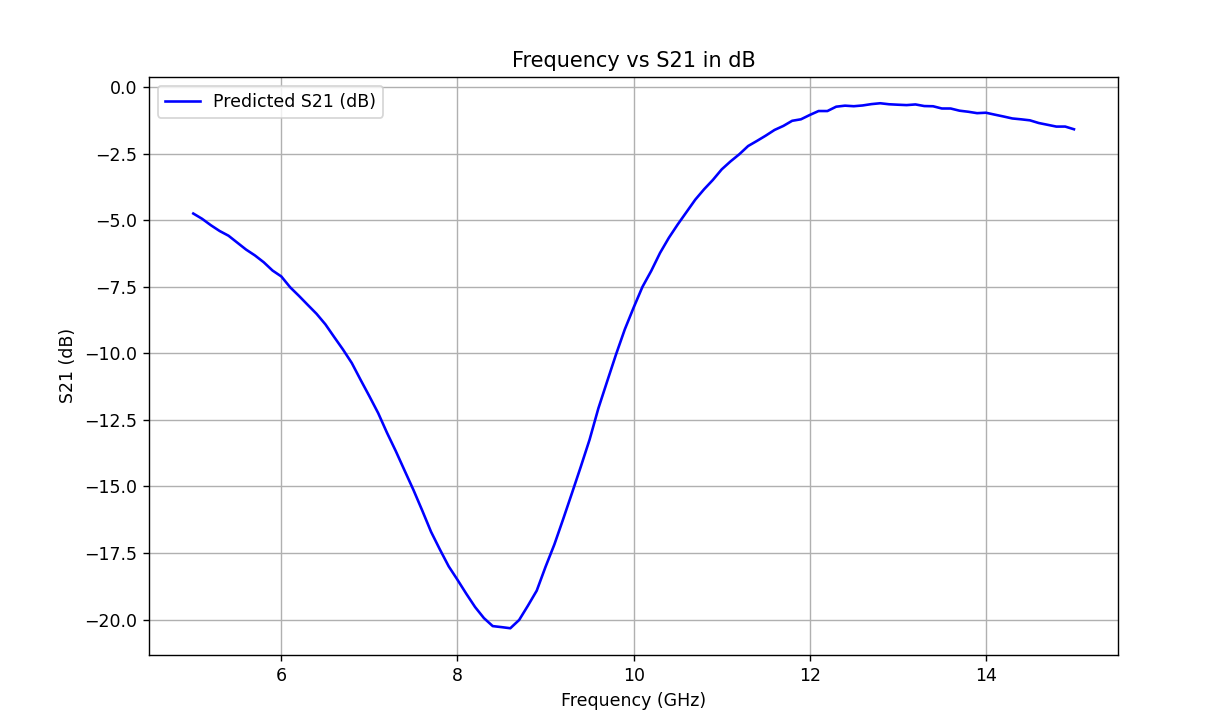 Frequency vs S21 in dB
Predicted S21 (dB)
S21 (dB)
0.0
−2.5
−5.0
−7.5
−10.0
−12.5
−15.0
−17.5
−20.0
6 8 10 12 14
Frequency (GHz)